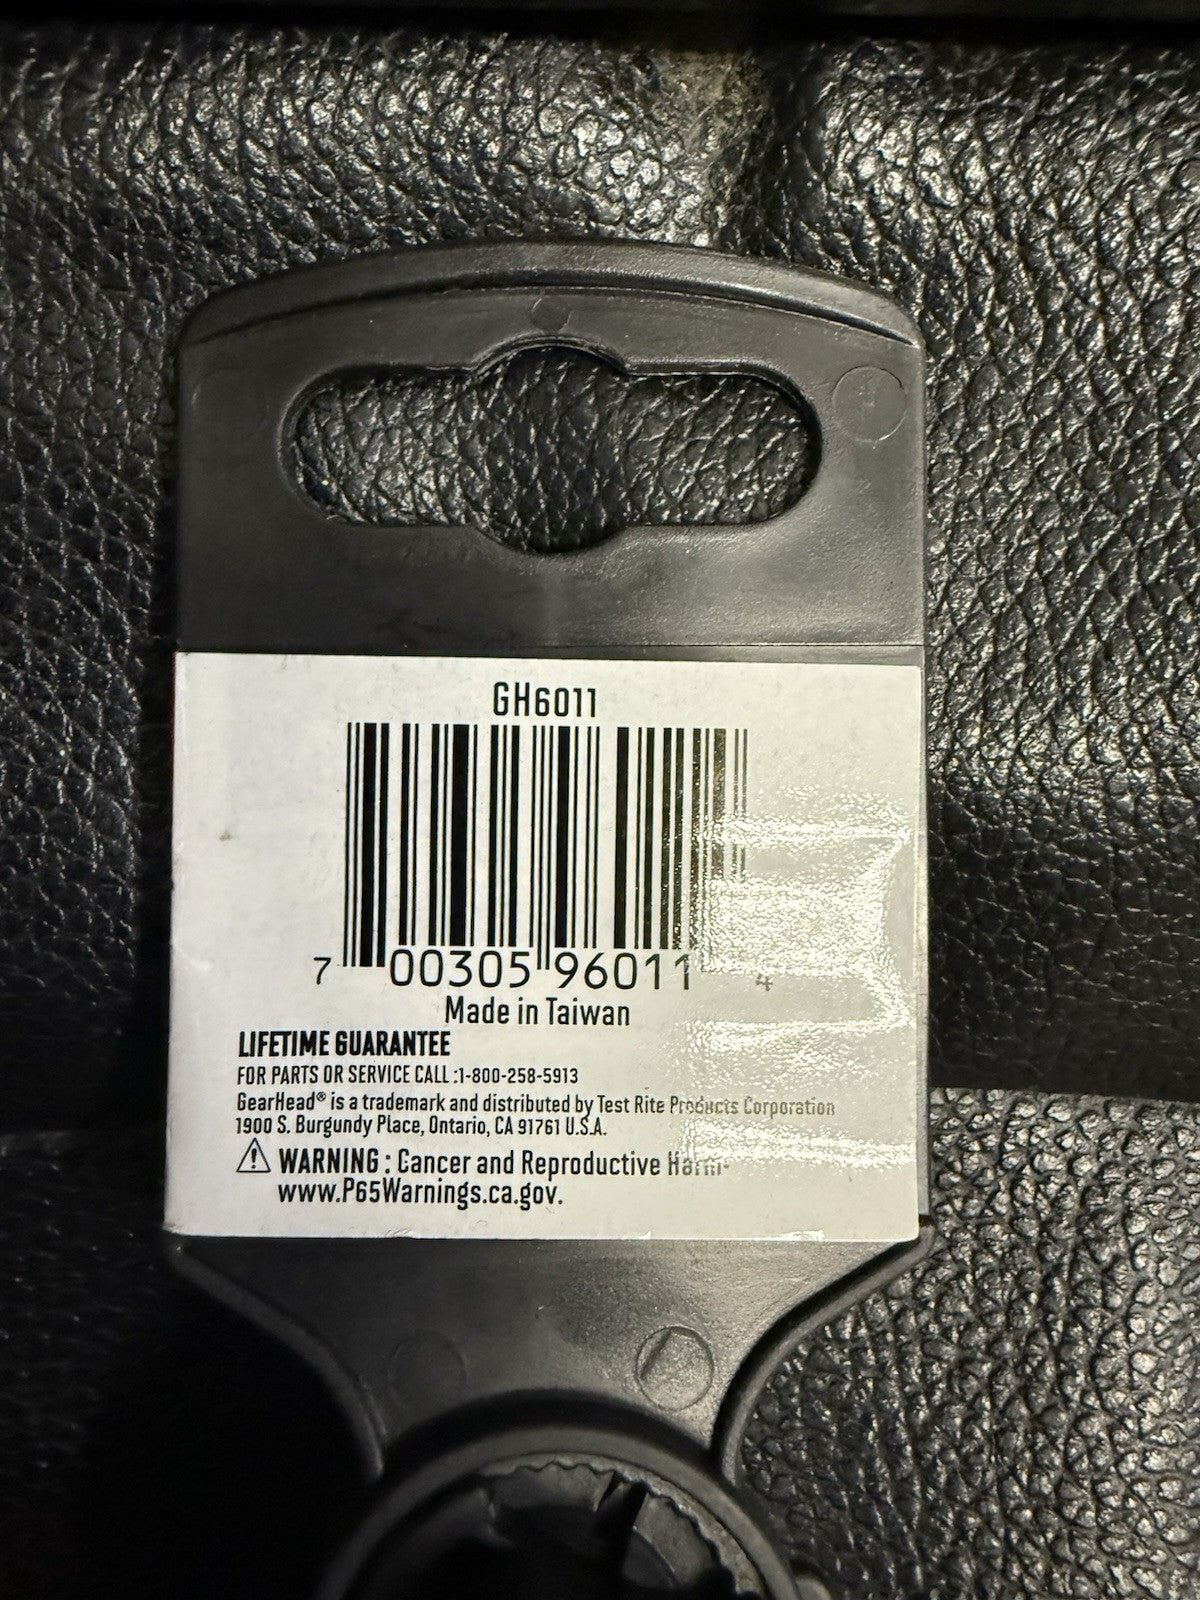 GH6011
7 00305 96011 4
Made in Taiwan
LIFETIME GUARANTEE
FOR PARTS OR SERVICE CALL :1-800-258-5913
GearHead® is a trademark and distributed by Test Rite Products Corporation
1900 S. Burgundy Place, Ontario, CA 91761 U.S.A.
WARNING : Cancer and Reproductive Harm-
www.P65Warnings.ca.gov.